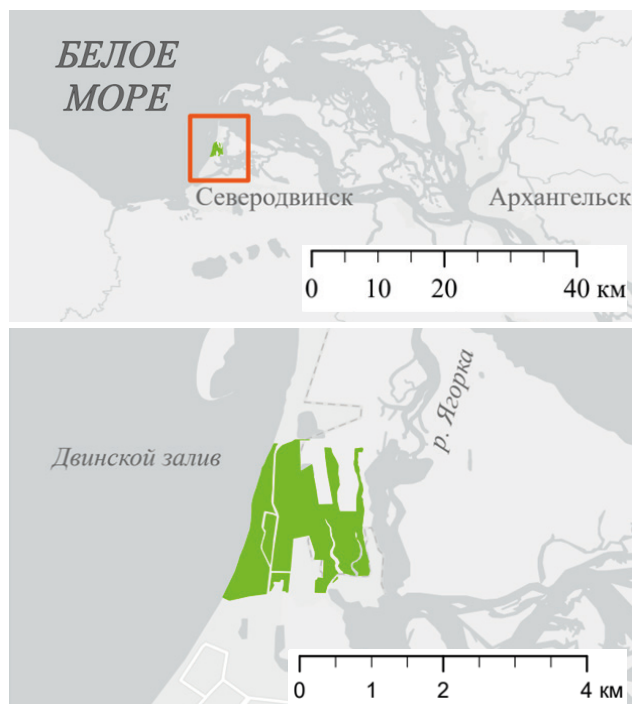 БЕЛОЕ
МОРЕ
Северодвинск
Архангельск
0 10 20 40 км
р. Ягорка
Двинской залив
0 1 2 4 км